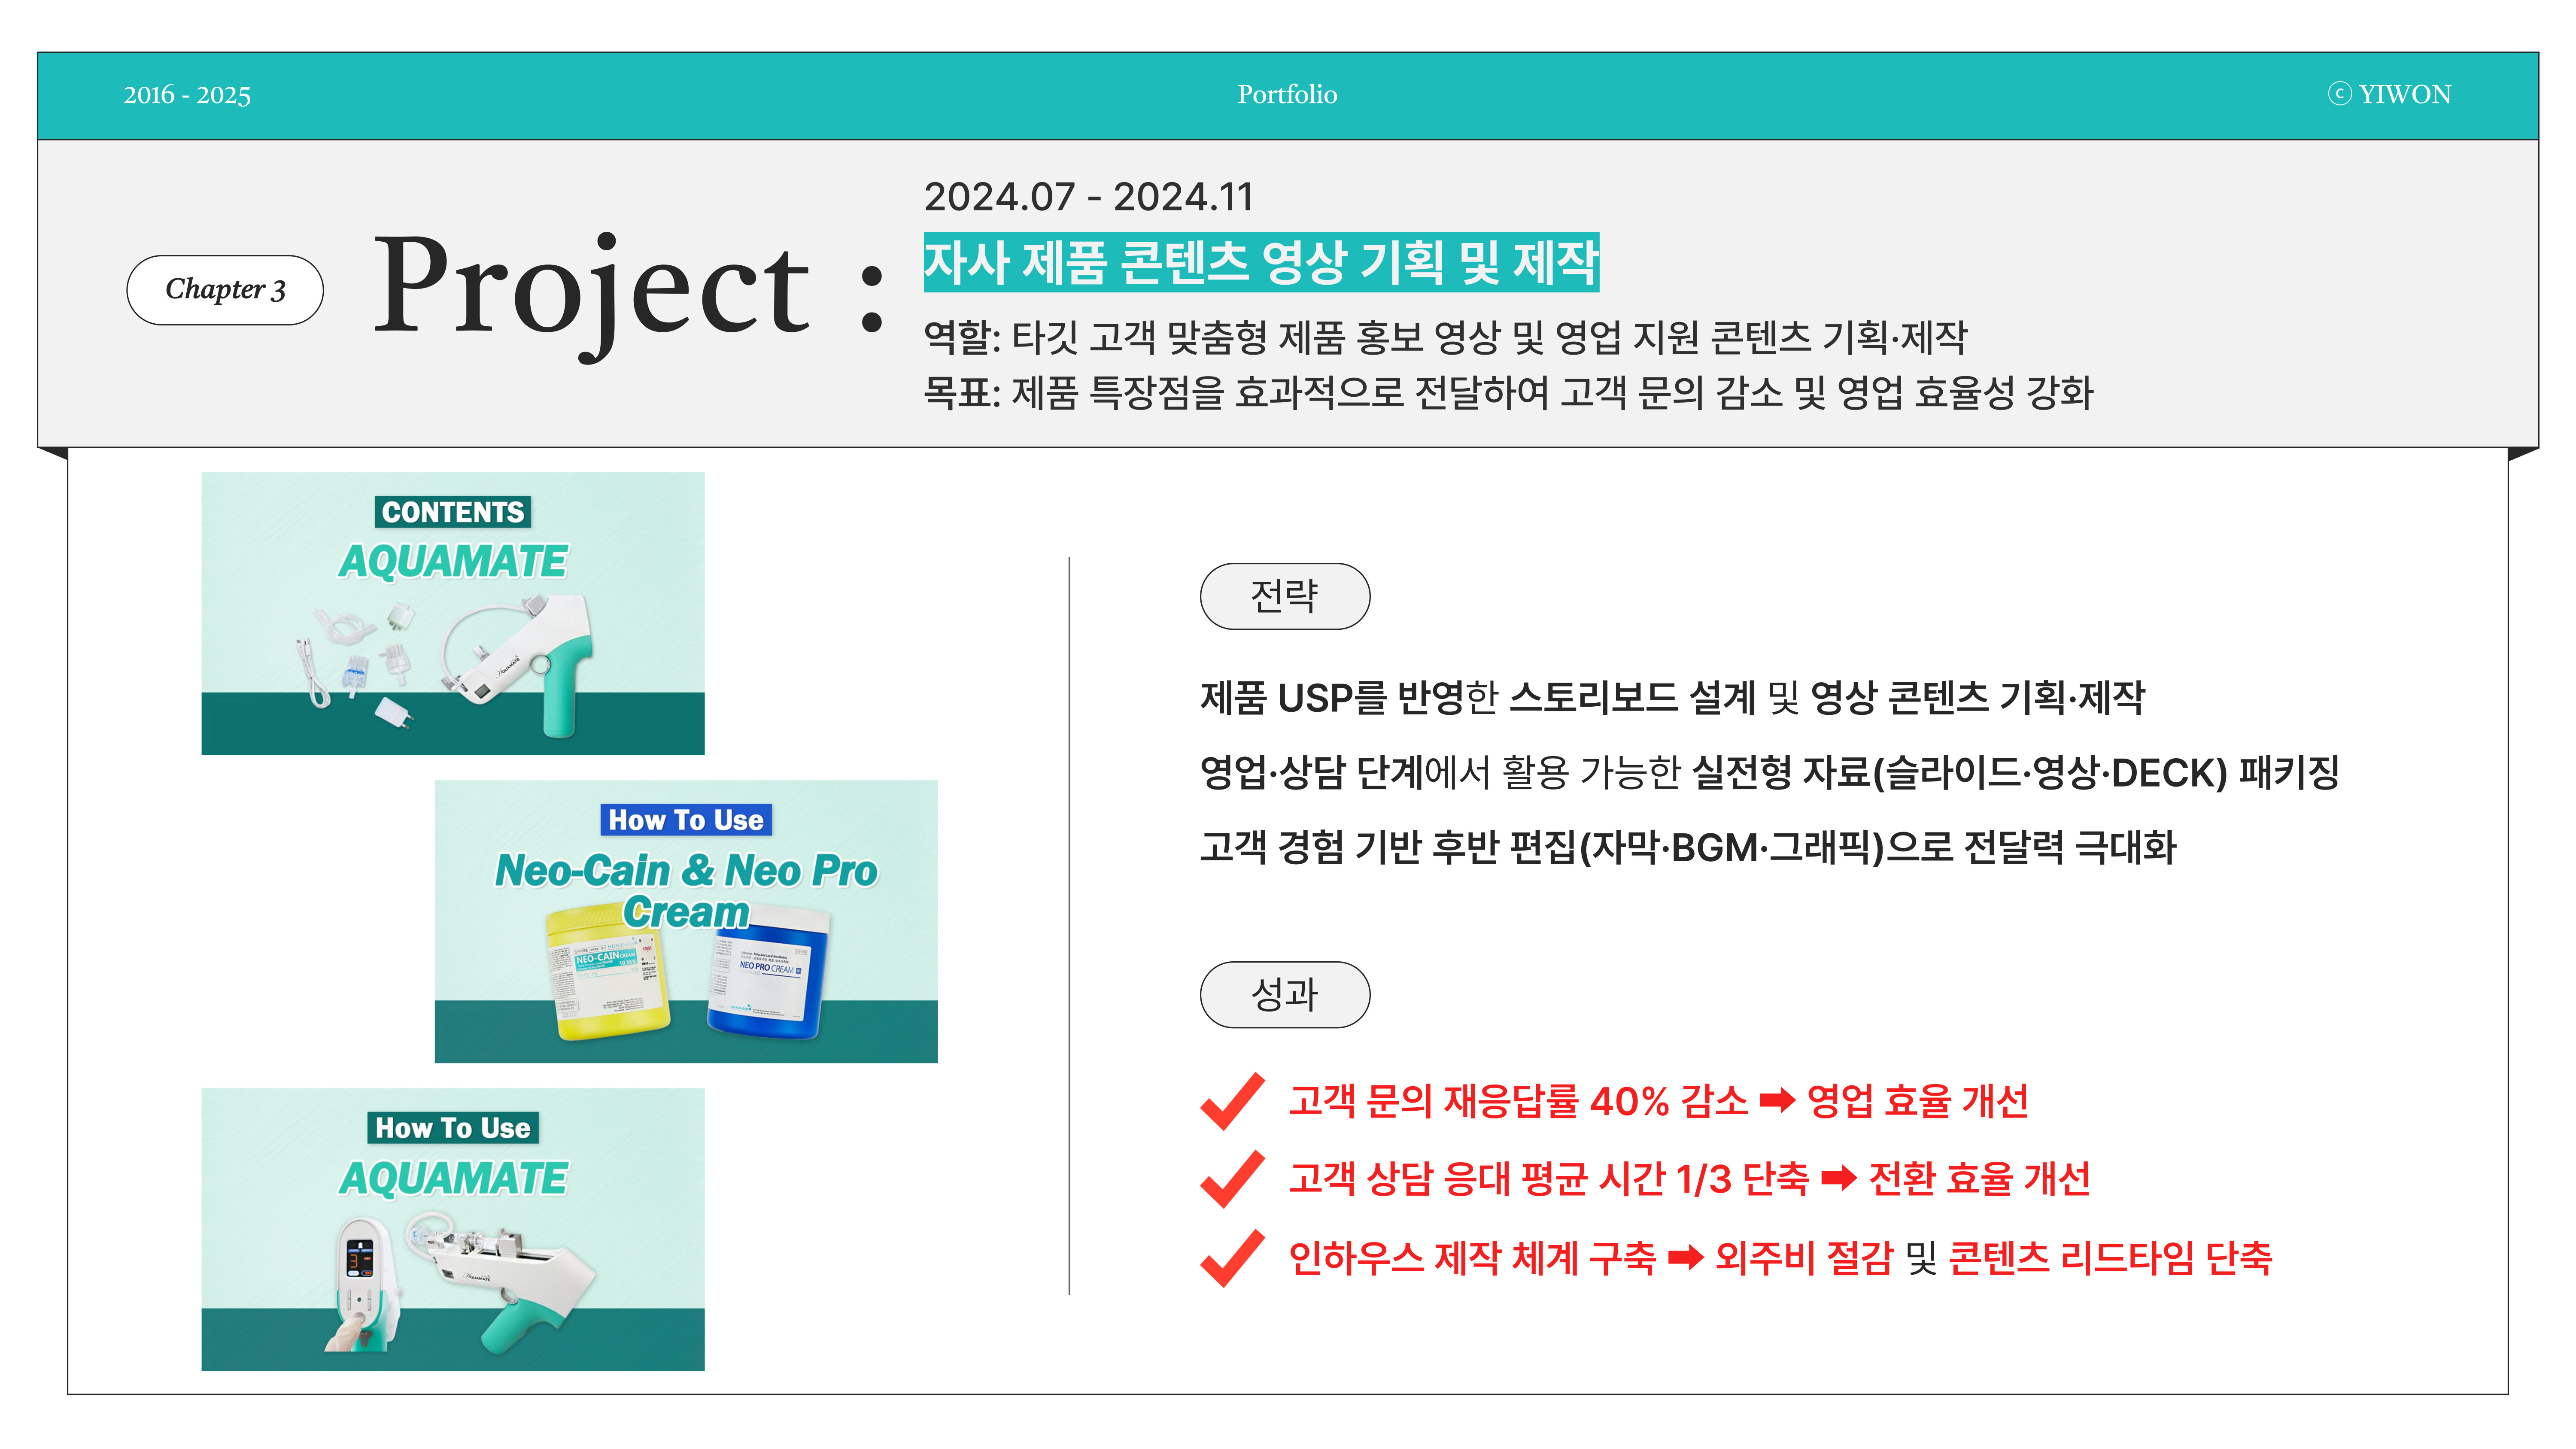 2016 - 2025
Portfolio
ⓒ YIWON
Chapter 3
Project :
2024.07 - 2024.11
자사 제품 콘텐츠 영상 기획 및 제작
역할: 타깃 고객 맞춤형 제품 홍보 영상 및 영업 지원 콘텐츠 기획·제작
목표: 제품 특장점을 효과적으로 전달하여 고객 문의 감소 및 영업 효율성 강화
CONTENTS
AQUAMATE
AQUAMATE
How To Use
Neo-Cain & Neo Pro
Cream
NEO-CAIN CREAM
NEO PRO CREAM
How To Use
AQUAMATE
3
AQUAMATE
전략
제품 USP를 반영한 스토리보드 설계 및 영상 콘텐츠 기획·제작
영업·상담 단계에서 활용 가능한 실전형 자료(슬라이드·영상·DECK) 패키징
고객 경험 기반 후반 편집(자막·BGM·그래픽)으로 전달력 극대화
성과
고객 문의 재응답률 40% 감소 ➡ 영업 효율 개선
고객 상담 응대 평균 시간 1/3 단축 ➡ 전환 효율 개선
인하우스 제작 체계 구축 ➡ 외주비 절감 및 콘텐츠 리드타임 단축